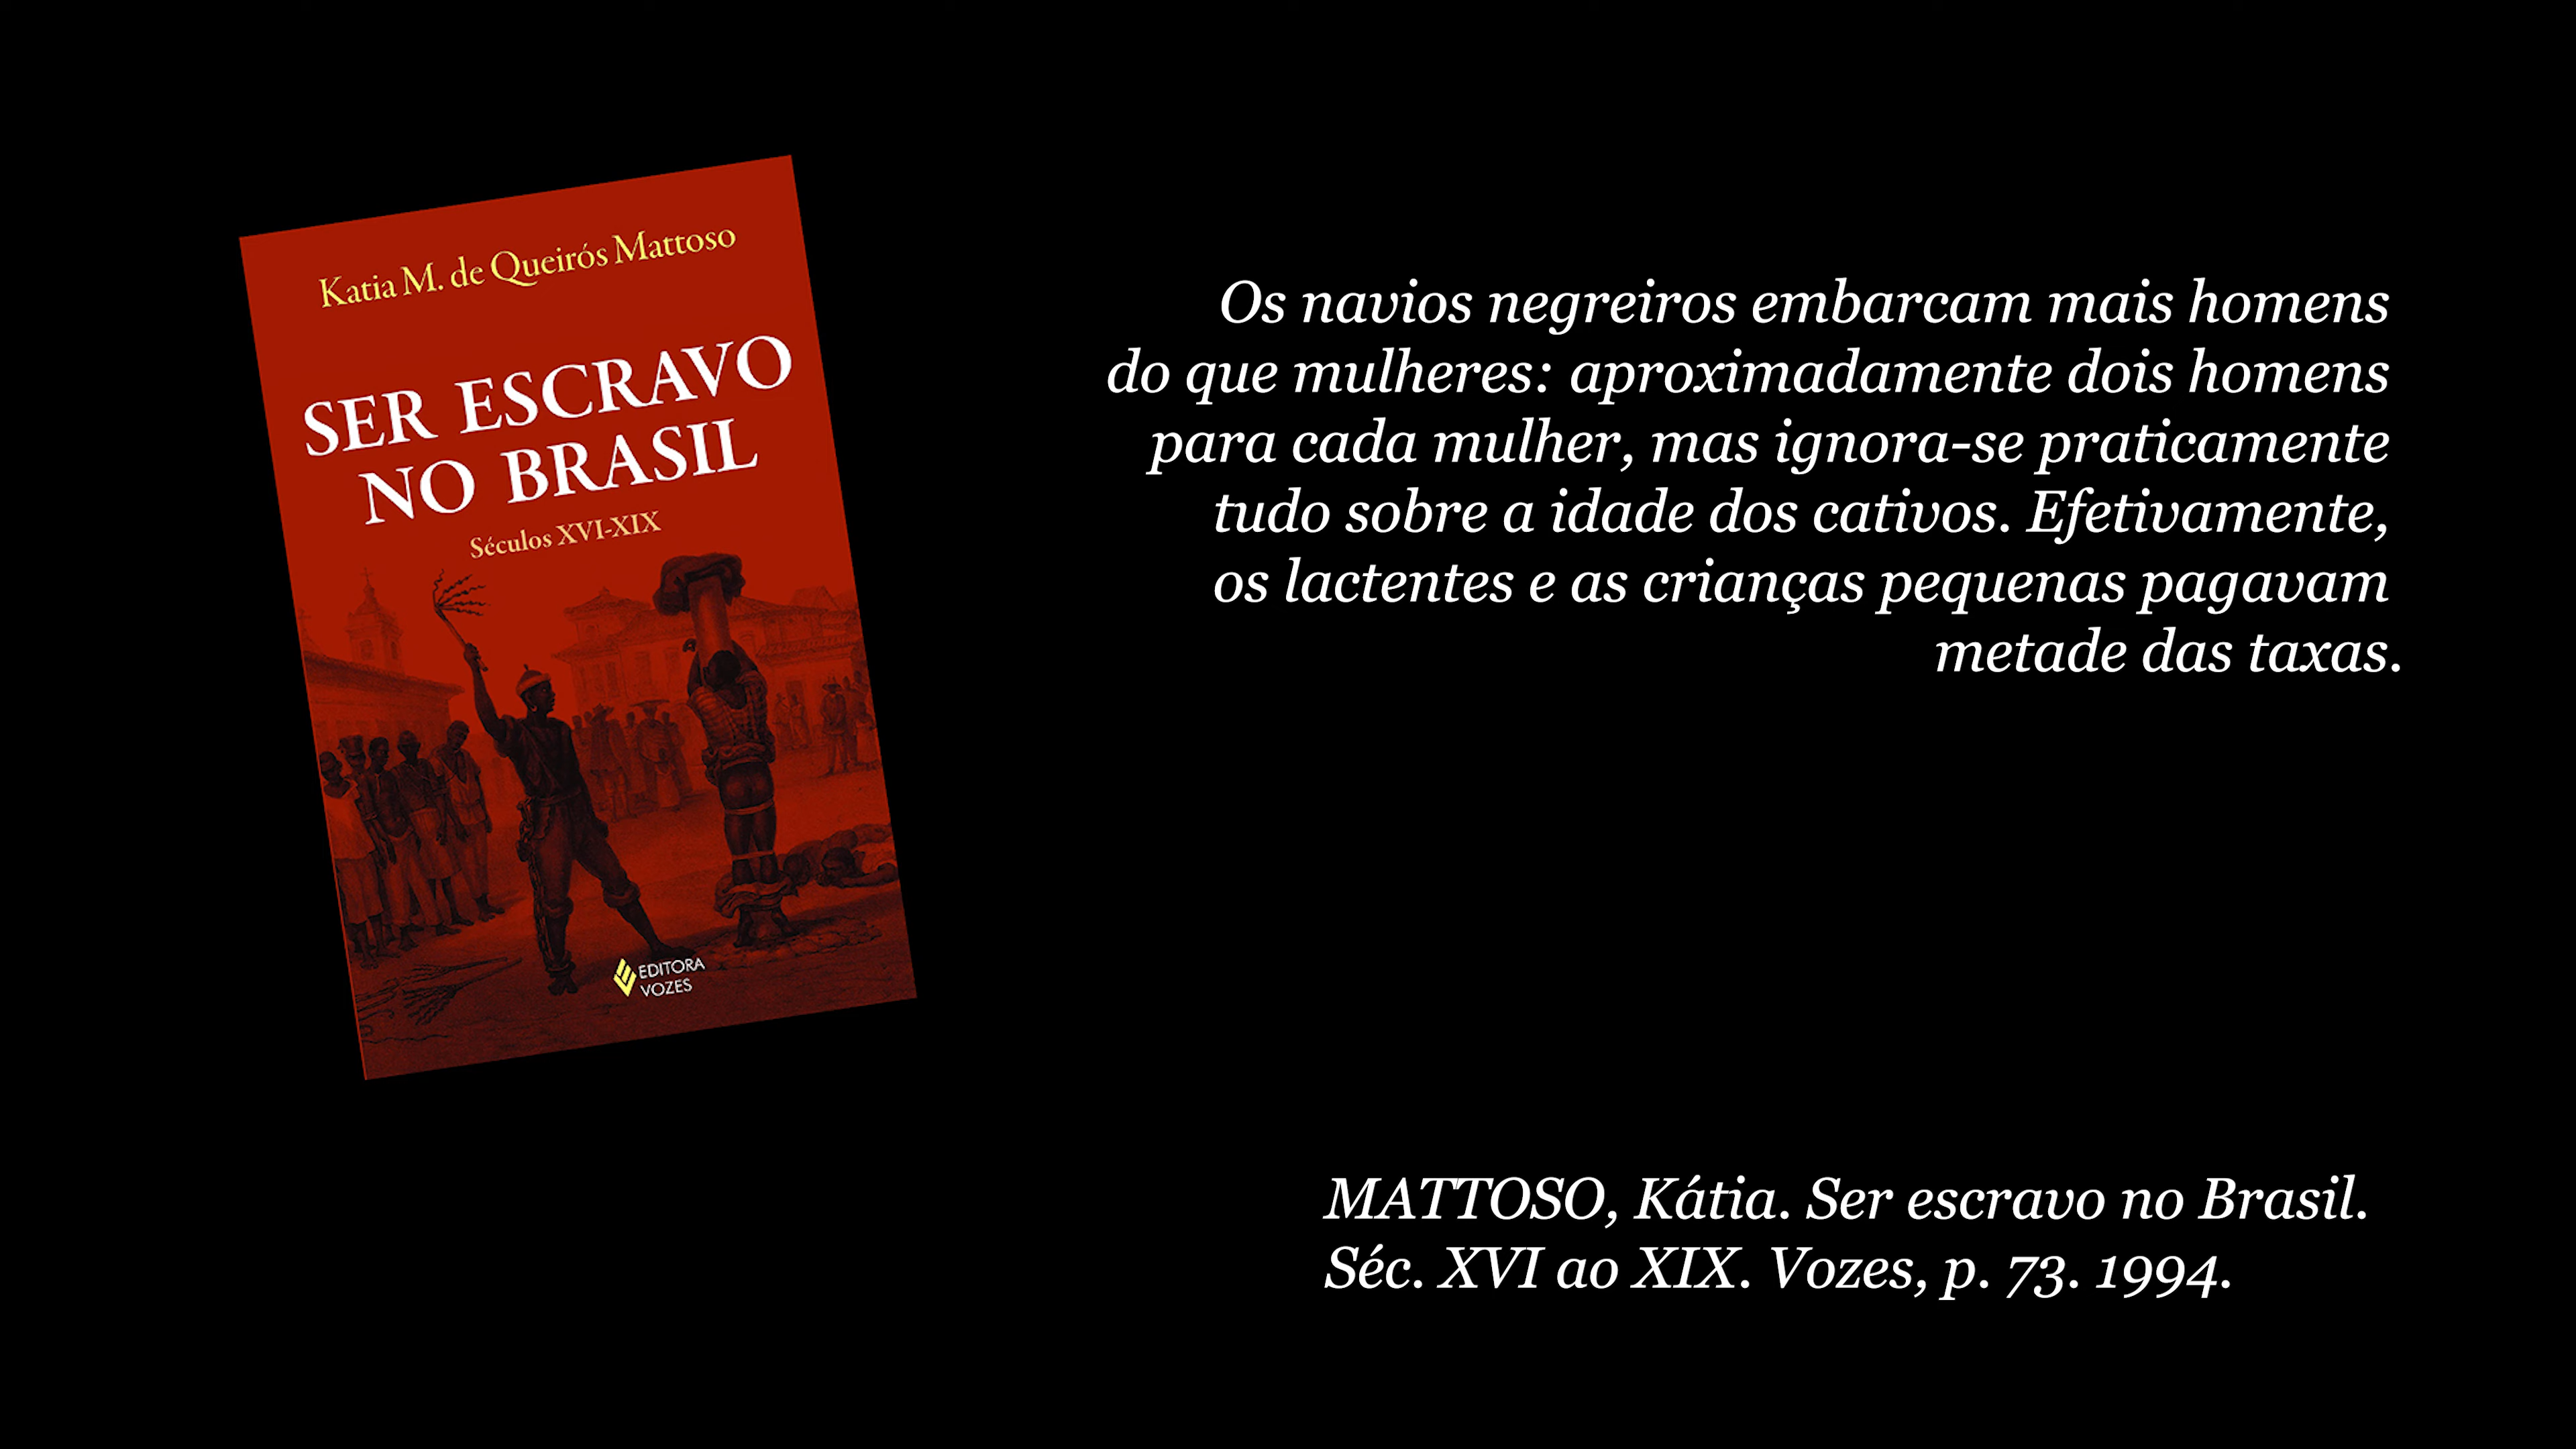 Katia M. de Queirós Mattoso
SER ESCRAVO
NO BRASIL
Séculos XVI-XIX
EDITORA
VOZES
Os navios negreiros embarcam mais homens
do que mulheres: aproximadamente dois homens
para cada mulher, mas ignora-se praticamente
tudo sobre a idade dos cativos. Efetivamente,
os lactentes e as crianças pequenas pagavam
metade das taxas.
MATTOSO, Kátia. Ser escravo no Brasil.
Séc. XVI ao XIX. Vozes, p. 73. 1994.